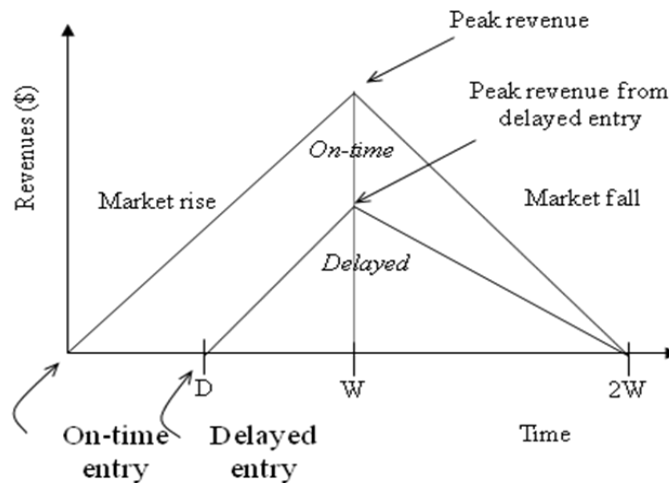 Peak revenue
Peak revenue from
delayed entry
Revenues ($)
On-time
Market rise
Market fall
Delayed
D
W
2W
On-time
entry
Delayed
entry
Time